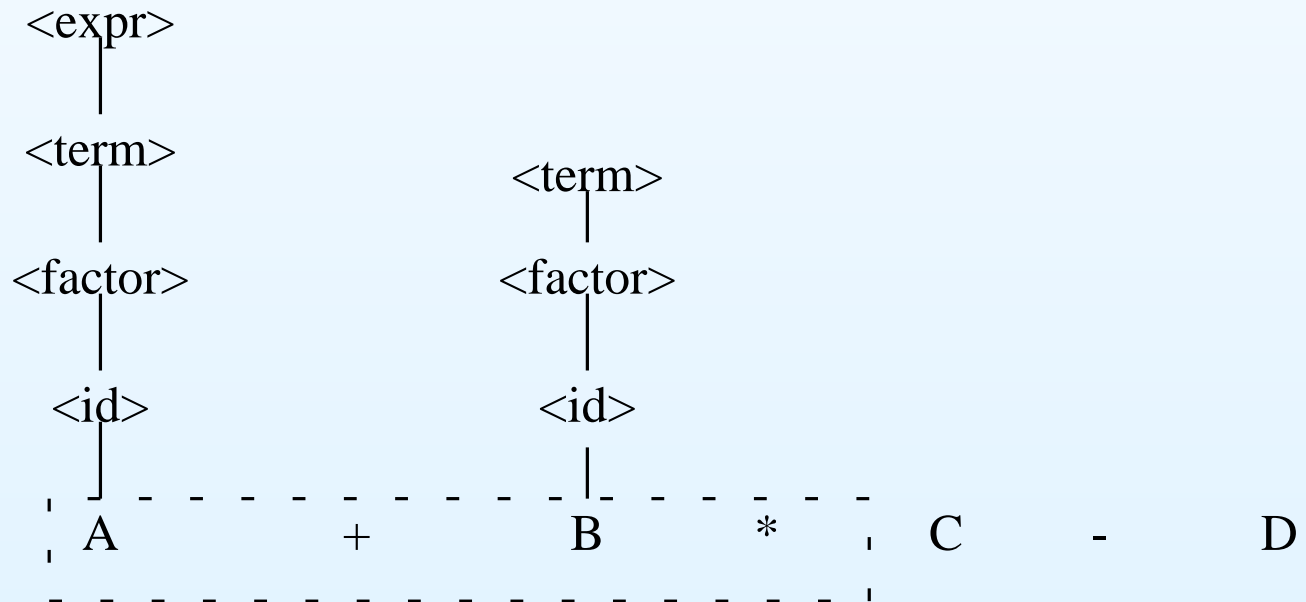 <expr>
<term>
<term>
<factor> <factor>
<id> <id>
A + B * C - D